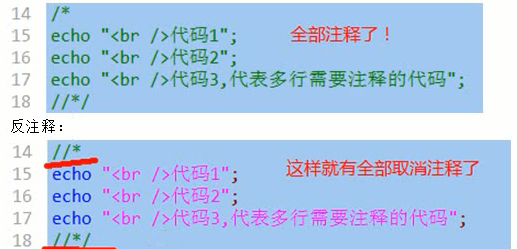 14 /*
15 echo "<br />代码1"; 全部注释了！
16 echo "<br />代码2";
17 echo "<br />代码3,代表多行需要注释的代码";
18 //*/
反注释：
14 //*
15 echo "<br />代码1"; 这样就有全部取消注释了
16 echo "<br />代码2";
17 echo "<br />代码3,代表多行需要注释的代码";
18 //*/